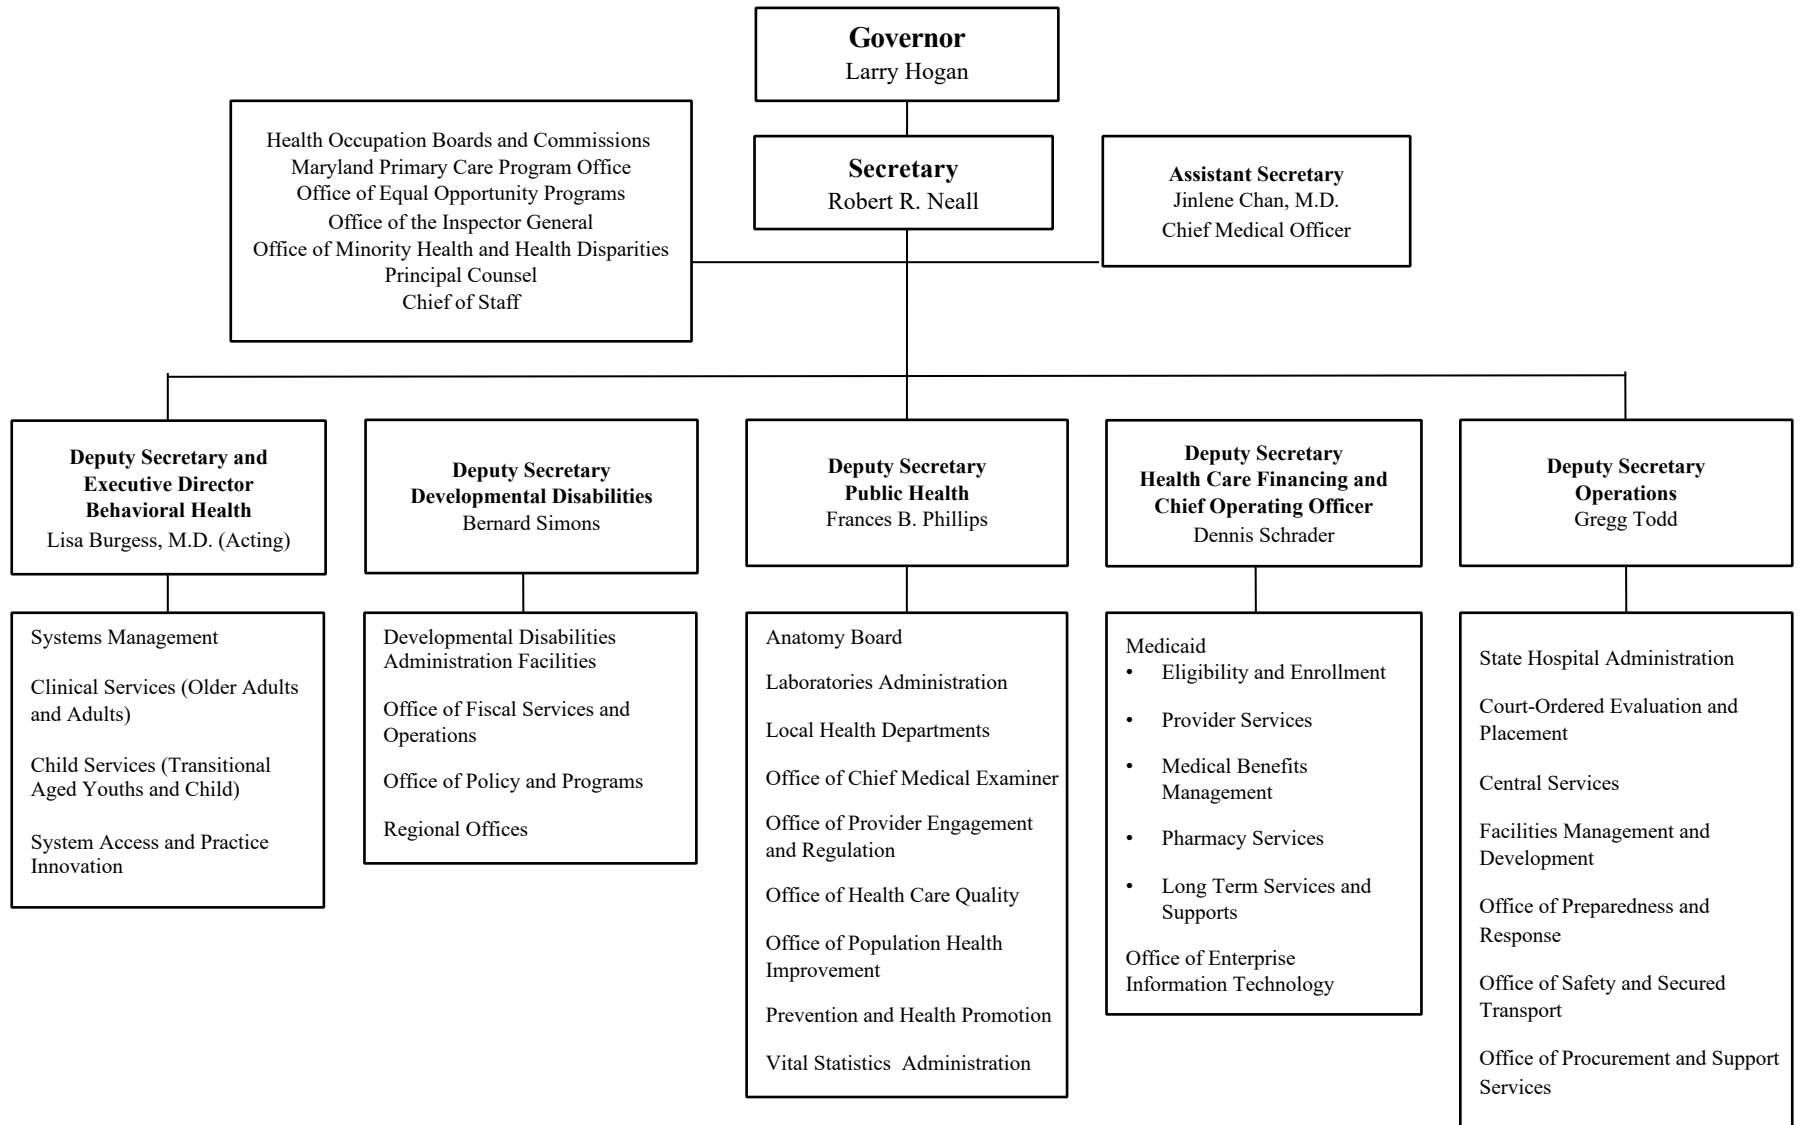 Governor
Larry Hogan
Health Occupation Boards and Commissions
Maryland Primary Care Program Office
Office of Equal Opportunity Programs
Office of the Inspector General
Office of Minority Health and Health Disparities
Principal Counsel
Chief of Staff
Secretary
Robert R. Neall
Assistant Secretary
Jinlene Chan, M.D.
Chief Medical Officer
Deputy Secretary and
Executive Director
Behavioral Health
Lisa Burgess, M.D. (Acting)
Deputy Secretary
Developmental Disabilities
Bernard Simons
Deputy Secretary
Public Health
Frances B. Phillips
Deputy Secretary
Health Care Financing and
Chief Operating Officer
Dennis Schrader
Deputy Secretary
Operations
Gregg Todd
Systems Management
Clinical Services (Older Adults
and Adults)
Child Services (Transitional
Aged Youths and Child)
System Access and Practice
Innovation
Developmental Disabilities
Administration Facilities
Office of Fiscal Services and
Operations
Office of Policy and Programs
Regional Offices
Anatomy Board
Laboratories Administration
Local Health Departments
Office of Chief Medical Examiner
Office of Provider Engagement
and Regulation
Office of Health Care Quality
Office of Population Health
Improvement
Prevention and Health Promotion
Vital Statistics  Administration
Medicaid
• Eligibility and Enrollment
• Provider Services
• Medical Benefits
Management
• Pharmacy Services
• Long Term Services and
Supports
Office of Enterprise
Information Technology
State Hospital Administration
Court-Ordered Evaluation and
Placement
Central Services
Facilities Management and
Development
Office of Preparedness and
Response
Office of Safety and Secured
Transport
Office of Procurement and Support
Services